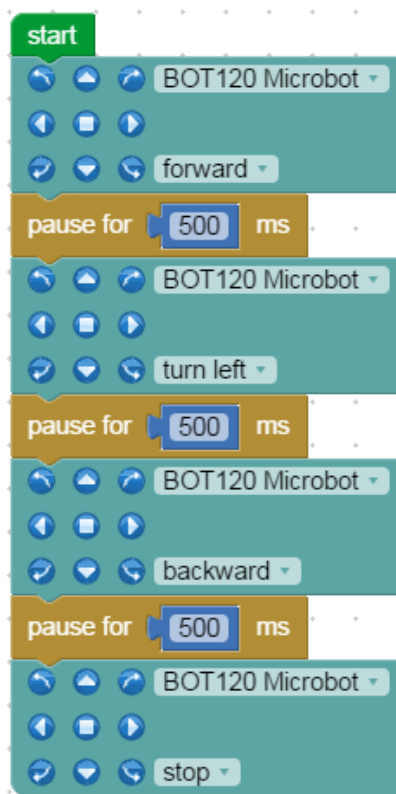 start
BOT120 Microbot
forward
pause for 500 ms
BOT120 Microbot
turn left
pause for 500 ms
BOT120 Microbot
backward
pause for 500 ms
BOT120 Microbot
stop